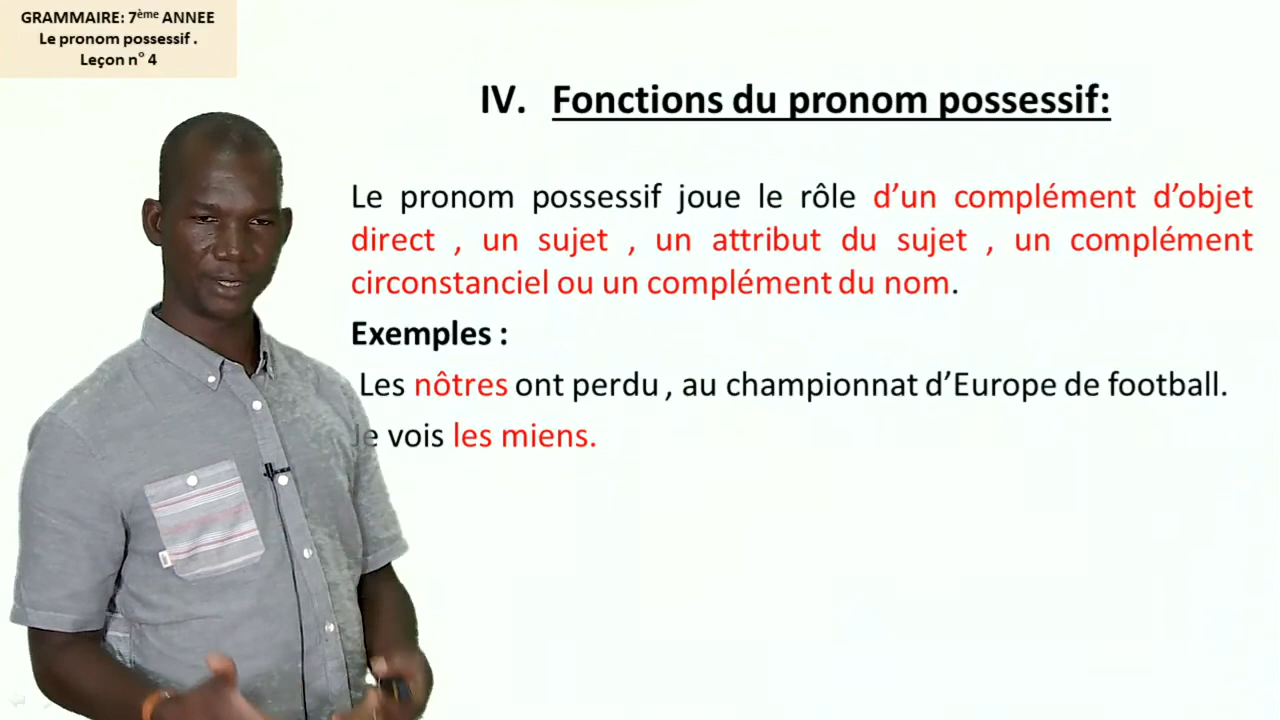 GRAMMAIRE: 7ème ANNEE
Le pronom possessif .
Leçon n° 4
IV. Fonctions du pronom possessif:
Le pronom possessif joue le rôle d’un complément d’objet
direct , un sujet , un attribut du sujet , un complément
circonstanciel ou un complément du nom.
Exemples :
Les nôtres ont perdu , au championnat d’Europe de football.
Je vois les miens.